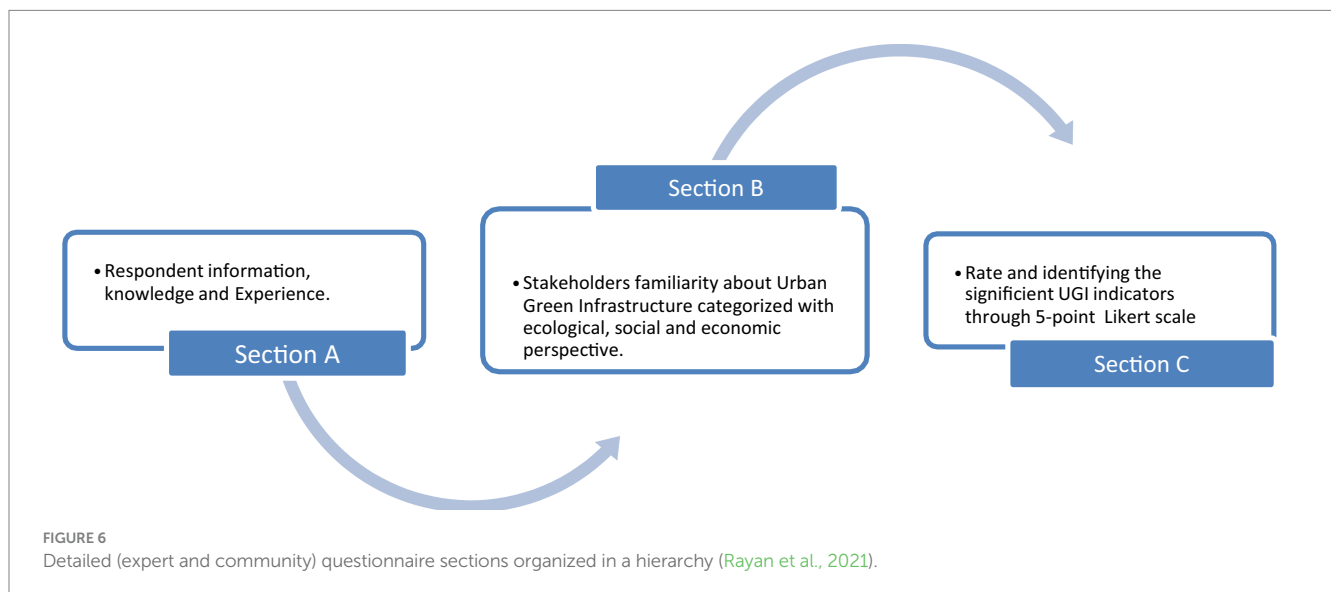 • Respondent information,
knowledge and Experience.
Section A
Section B
• Stakeholders familiarity about Urban
Green Infrastructure categorized with
ecological, social and economic
perspective.
• Rate and identifying the
significient UGI indicators
through 5-point Likert scale
Section C
FIGURE 6
Detailed (expert and community) questionnaire sections organized in a hierarchy (Rayan et al., 2021).